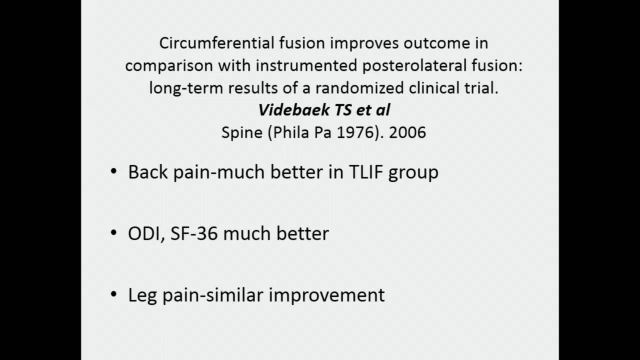 Circumferential fusion improves outcome in
comparison with instrumented posterolateral fusion:
long-term results of a randomized clinical trial.
Videbaek TS et al
Spine (Phila Pa 1976). 2006
• Back pain-much better in TLIF group
• ODI, SF-36 much better
• Leg pain-similar improvement